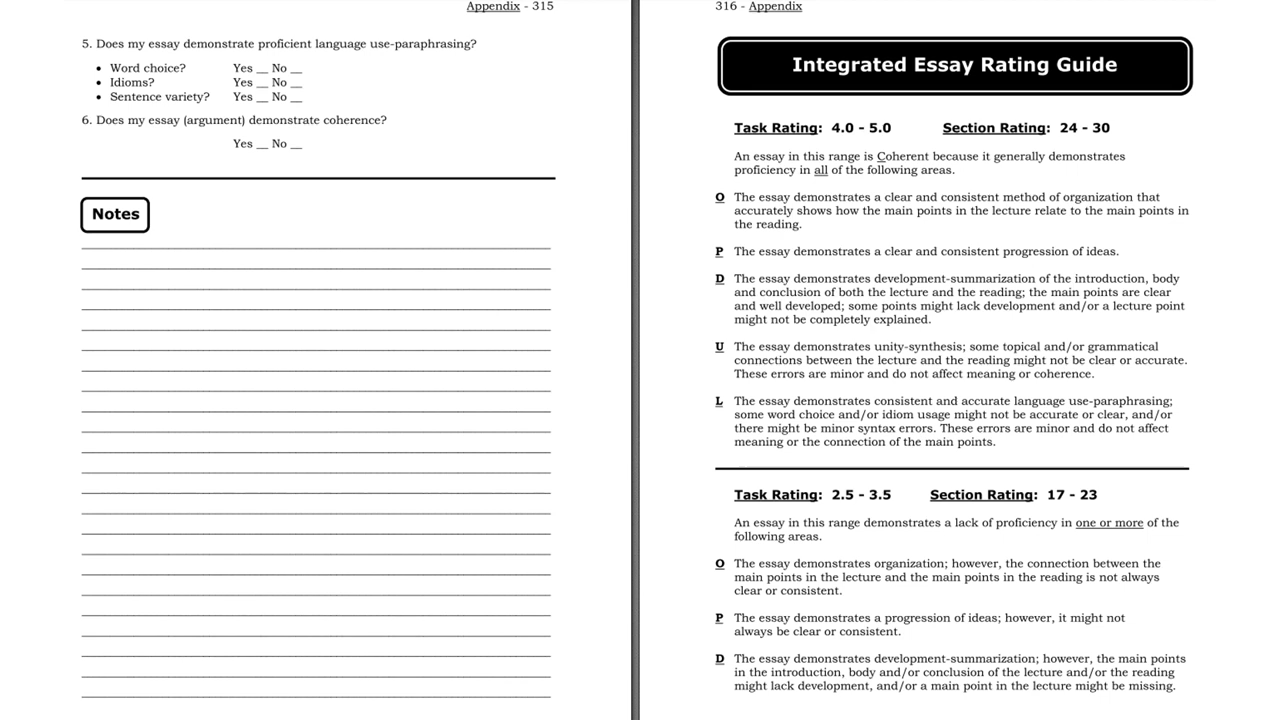 Appendix - 315
5. Does my essay demonstrate proficient language use-paraphrasing?
• Word choice? Yes __ No __
• Idioms? Yes __ No __
• Sentence variety? Yes __ No __
6. Does my essay (argument) demonstrate coherence?
Yes __ No __
Notes
316 - Appendix
Integrated Essay Rating Guide
Task Rating: 4.0 - 5.0 Section Rating: 24 - 30
An essay in this range is Coherent because it generally demonstrates
proficiency in all of the following areas.
O The essay demonstrates a clear and consistent method of organization that
accurately shows how the main points in the lecture relate to the main points in
the reading.
P The essay demonstrates a clear and consistent progression of ideas.
D The essay demonstrates development-summarization of the introduction, body
and conclusion of both the lecture and the reading; the main points are clear
and well developed; some points might lack development and/or a lecture point
might not be completely explained.
U The essay demonstrates unity-synthesis; some topical and/or grammatical
connections between the lecture and the reading might not be clear or accurate.
These errors are minor and do not affect meaning or coherence.
L The essay demonstrates consistent and accurate language use-paraphrasing;
some word choice and/or idiom usage might not be accurate or clear, and/or
there might be minor syntax errors. These errors are minor and do not affect
meaning or the connection of the main points.
Task Rating: 2.5 - 3.5 Section Rating: 17 - 23
An essay in this range demonstrates a lack of proficiency in one or more of the
following areas.
O The essay demonstrates organization; however, the connection between the
main points in the lecture and the main points in the reading is not always
clear or consistent.
P The essay demonstrates a progression of ideas; however, it might not
always be clear or consistent.
D The essay demonstrates development-summarization; however, the main points
in the introduction, body and/or conclusion of the lecture and/or the reading
might lack development, and/or a main point in the lecture might be missing.